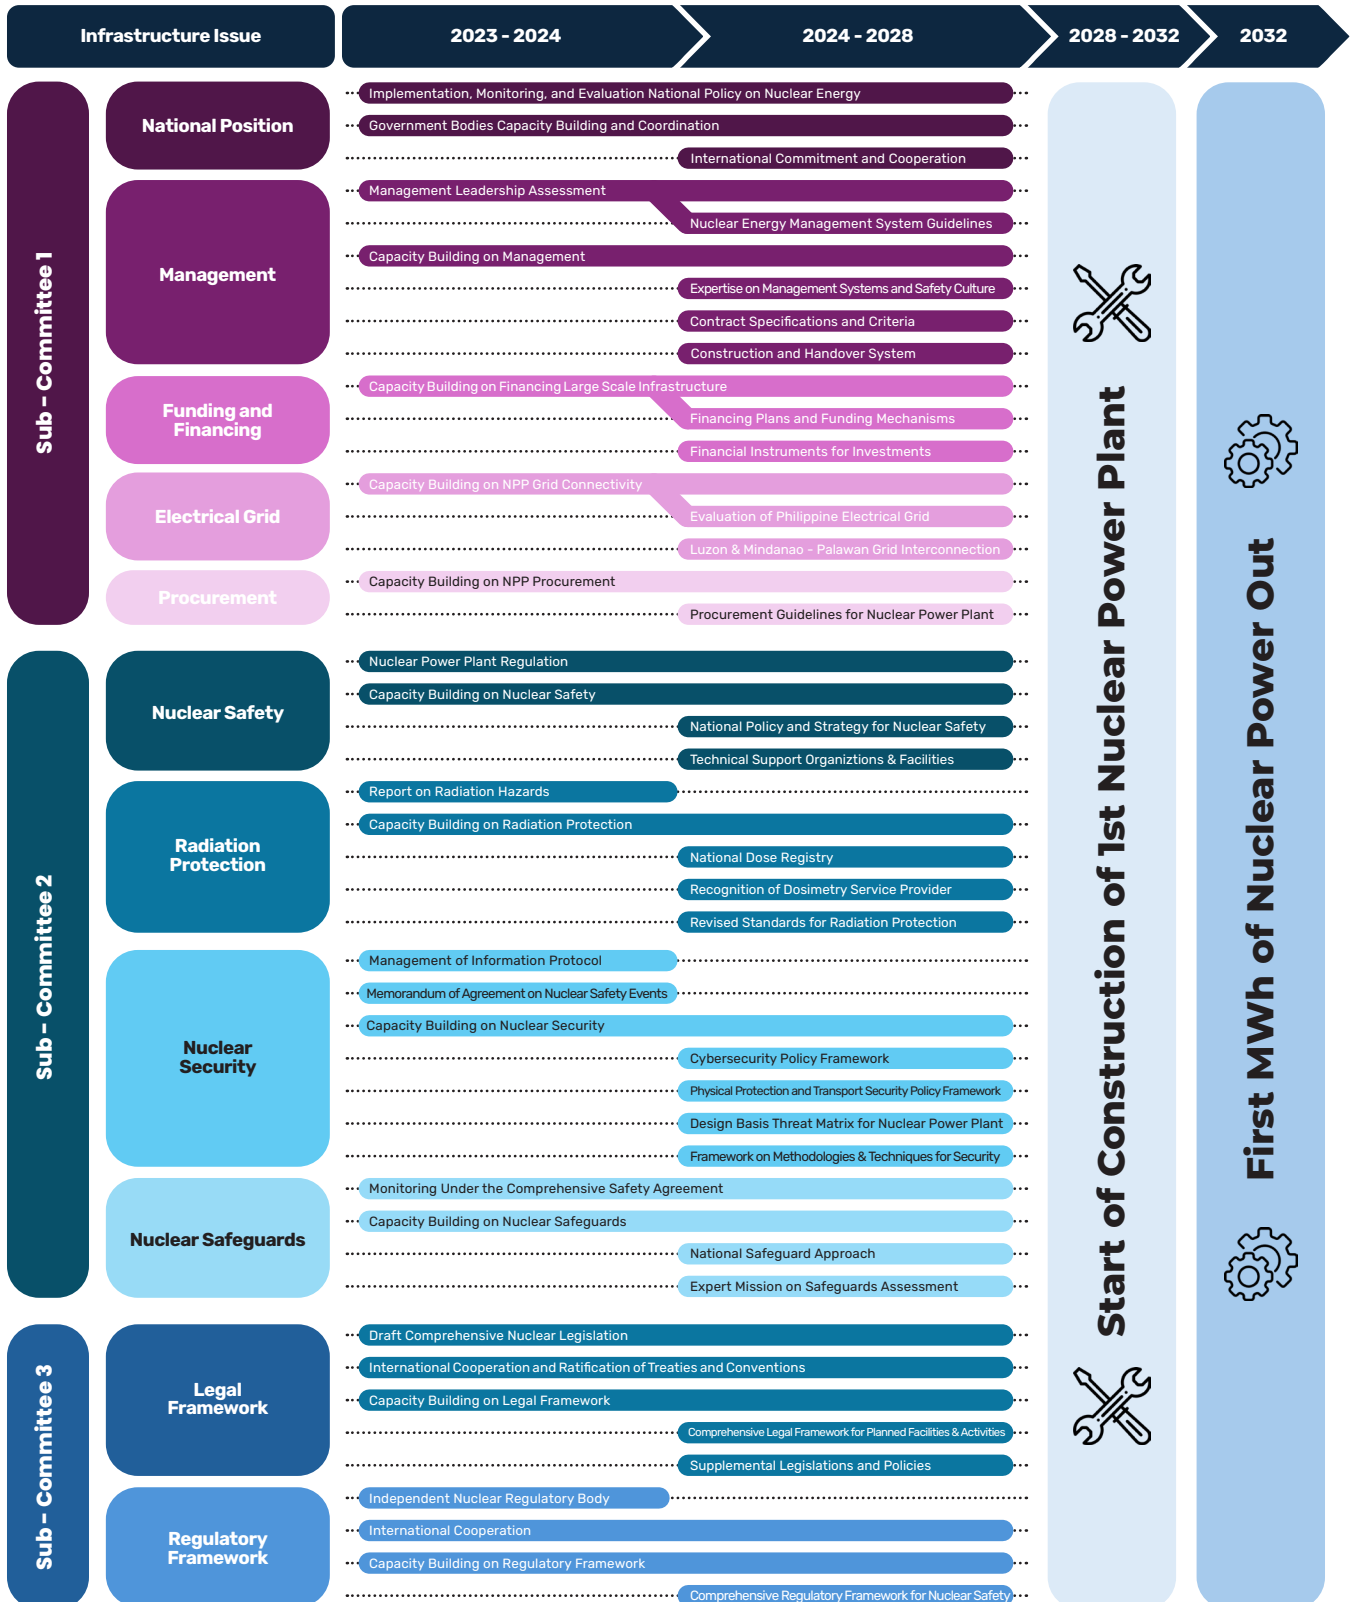 Infrastructure Issue
2023 - 2024
2024 - 2028
2028 - 2032
2032
Sub - Committee 1
National Position
Implementation, Monitoring, and Evaluation National Policy on Nuclear Energy
Government Bodies Capacity Building and Coordination
International Commitment and Cooperation
Management
Management Leadership Assessment
Nuclear Energy Management System Guidelines
Capacity Building on Management
Expertise on Management Systems and Safety Culture
Contract Specifications and Criteria
Construction and Handover System
Funding and
Financing
Capacity Building on Financing Large Scale Infrastructure
Financing Plans and Funding Mechanisms
Financial Instruments for Investments
Electrical Grid
Capacity Building on NPP Grid Connectivity
Evaluation of Philippine Electrical Grid
Luzon & Mindanao - Palawan Grid Interconnection
Procurement
Capacity Building on NPP Procurement
Procurement Guidelines for Nuclear Power Plant
Sub - Committee 2
Nuclear Safety
Nuclear Power Plant Regulation
Capacity Building on Nuclear Safety
National Policy and Strategy for Nuclear Safety
Technical Support Organiztions & Facilities
Radiation
Protection
Report on Radiation Hazards
Capacity Building on Radiation Protection
National Dose Registry
Recognition of Dosimetry Service Provider
Revised Standards for Radiation Protection
Nuclear
Security
Management of Information Protocol
Memorandum of Agreement on Nuclear Safety Events
Capacity Building on Nuclear Security
Cybersecurity Policy Framework
Physical Protection and Transport Security Policy Framework
Design Basis Threat Matrix for Nuclear Power Plant
Framework on Methodologies & Techniques for Security
Nuclear Safeguards
Monitoring Under the Comprehensive Safety Agreement
Capacity Building on Nuclear Safeguards
National Safeguard Approach
Expert Mission on Safeguards Assessment
Sub - Committee 3
Legal
Framework
Draft Comprehensive Nuclear Legislation
International Cooperation and Ratification of Treaties and Conventions
Capacity Building on Legal Framework
Comprehensive Legal Framework for Planned Facilities & Activities
Supplemental Legislations and Policies
Regulatory
Framework
Independent Nuclear Regulatory Body
International Cooperation
Capacity Building on Regulatory Framework
Comprehensive Regulatory Framework for Nuclear Safety
Start of Construction of 1st Nuclear Power Plant
First MWh of Nuclear Power Out